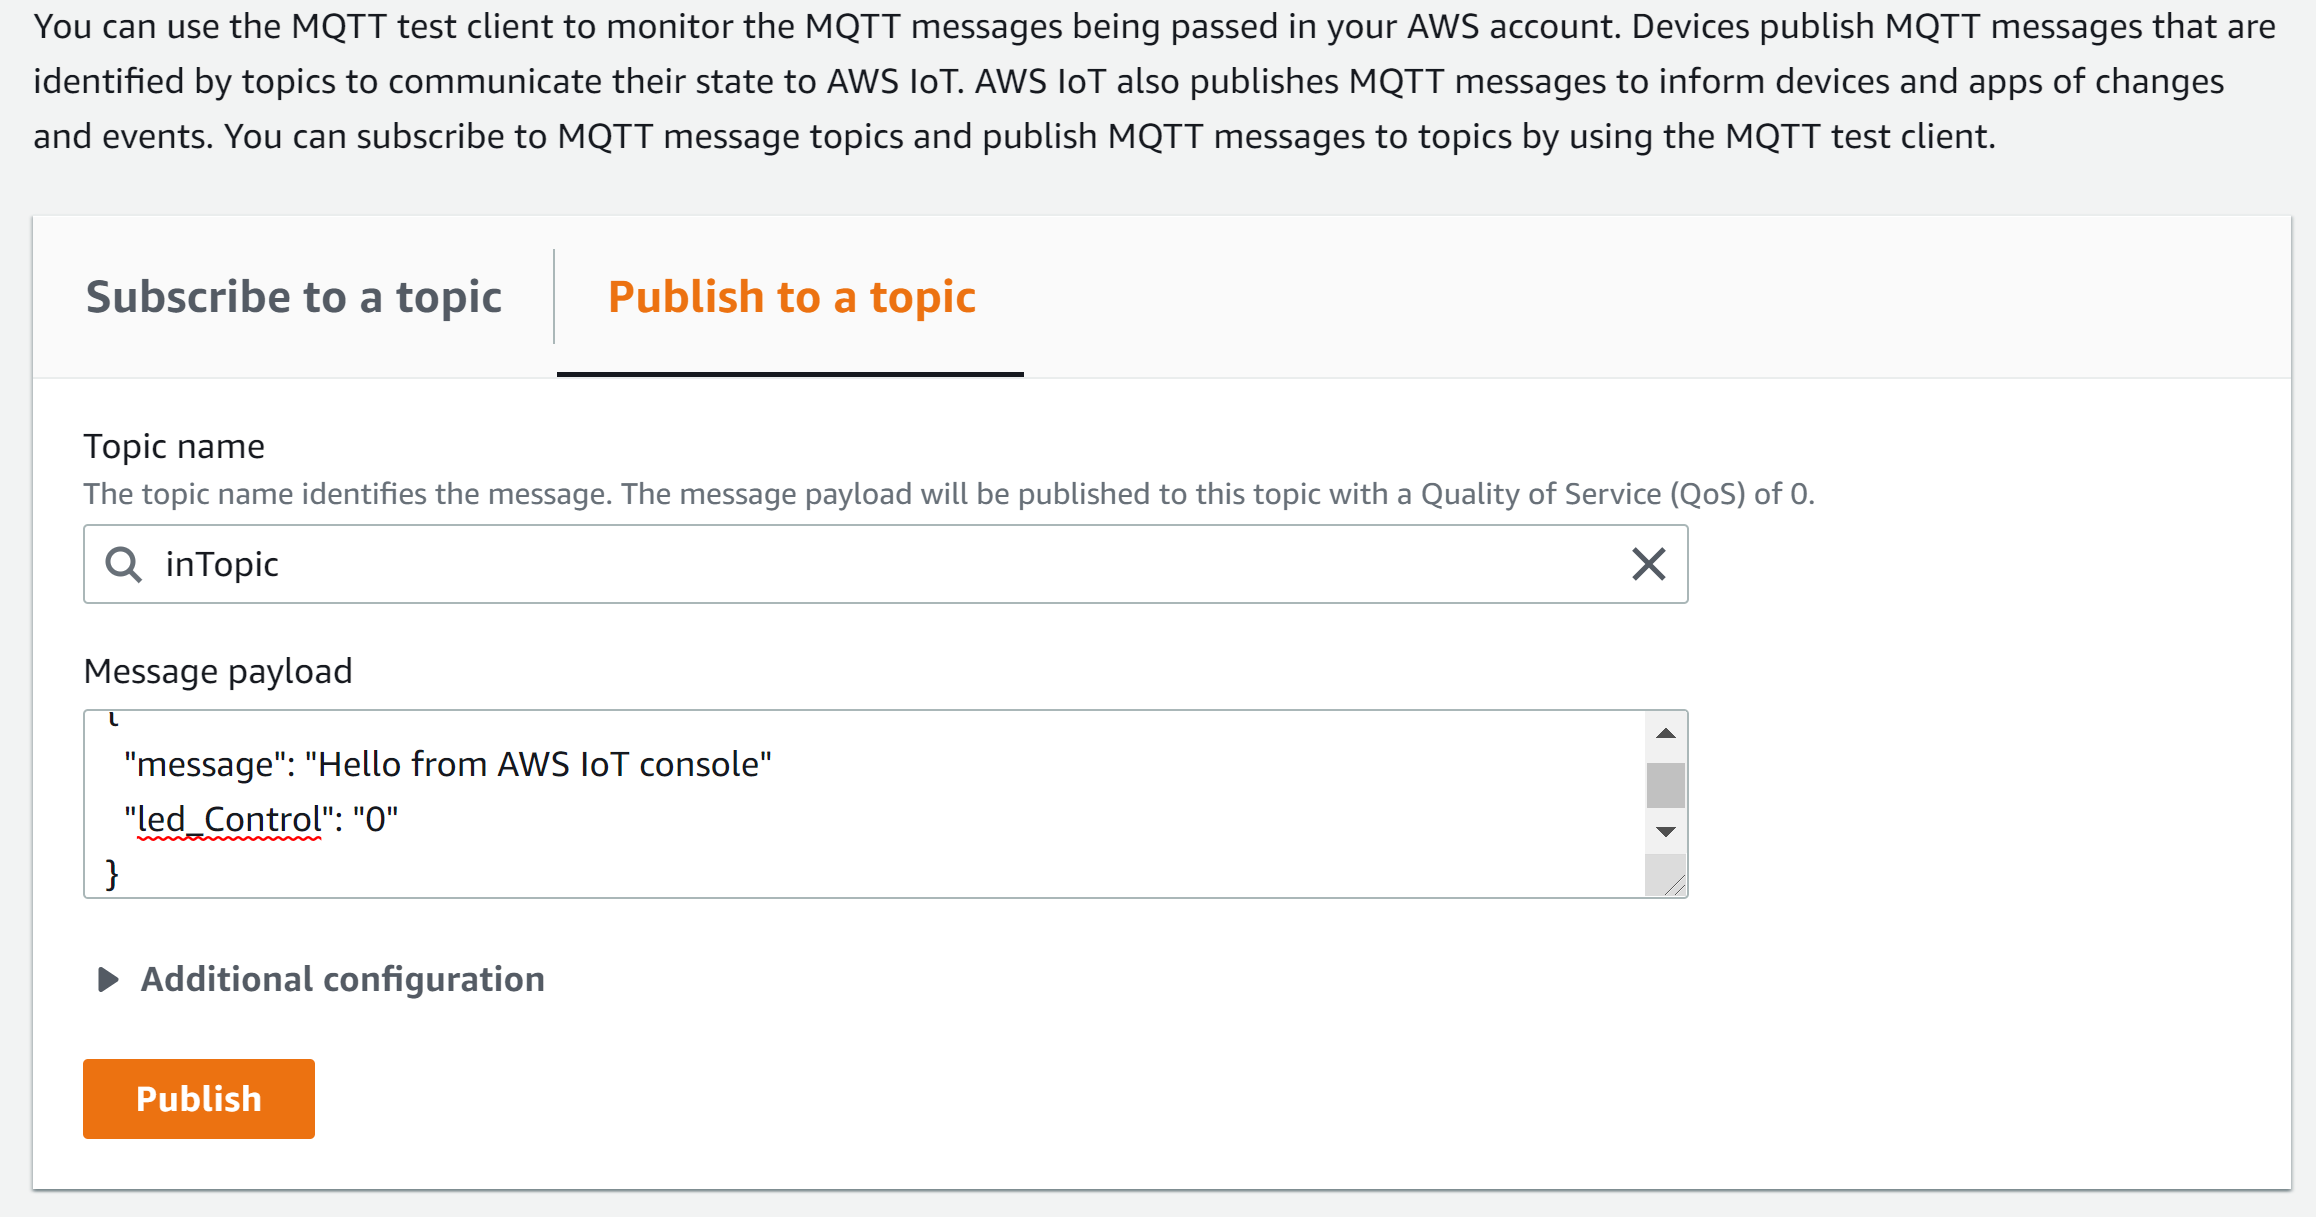 You can use the MQTT test client to monitor the MQTT messages being passed in your AWS account. Devices publish MQTT messages that are
identified by topics to communicate their state to AWS IoT. AWS IoT also publishes MQTT messages to inform devices and apps of changes
and events. You can subscribe to MQTT message topics and publish MQTT messages to topics by using the MQTT test client.
Subscribe to a topic
Publish to a topic
Topic name
The topic name identifies the message. The message payload will be published to this topic with a Quality of Service (QoS) of 0.
inTopic
Message payload
{
"message": "Hello from AWS IoT console"
"led_Control": "0"
}
Additional configuration
Publish